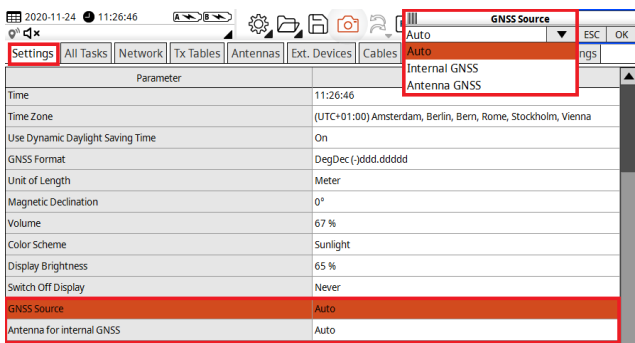 2020-11-24 11:26:46 A B
GNSS Source
Auto ESC OK
Auto
Internal GNSS
Antenna GNSS
Settings All Tasks Network Tx Tables Antennas Ext. Devices Cables ngs
Parameter
Time 11:26:46
Time Zone (UTC+01:00) Amsterdam, Berlin, Bern, Rome, Stockholm, Vienna
Use Dynamic Daylight Saving Time On
GNSS Format DegDec (-)ddd.ddddd
Unit of Length Meter
Magnetic Declination 0°
Volume 67 %
Color Scheme Sunlight
Display Brightness 65 %
Switch Off Display Never
GNSS Source Auto
Antenna for internal GNSS Auto